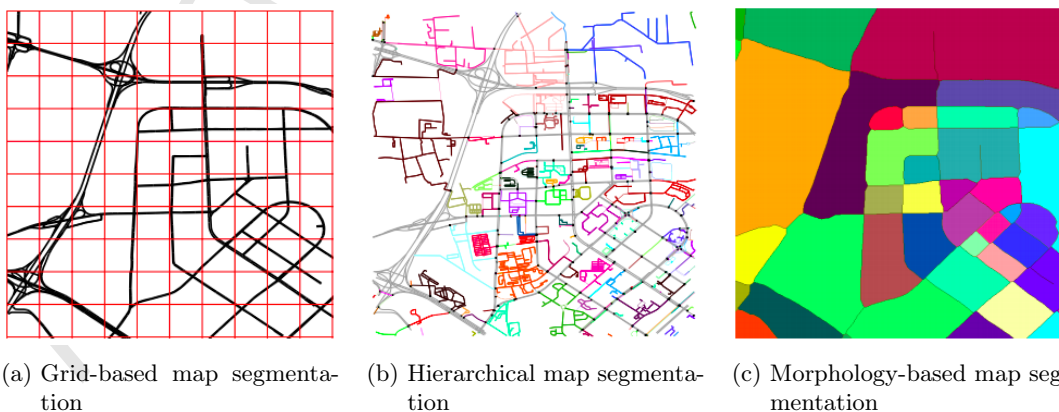 (a) Grid-based map segmenta-
tion
(b) Hierarchical map segmenta-
tion
(c) Morphology-based map seg
mentation